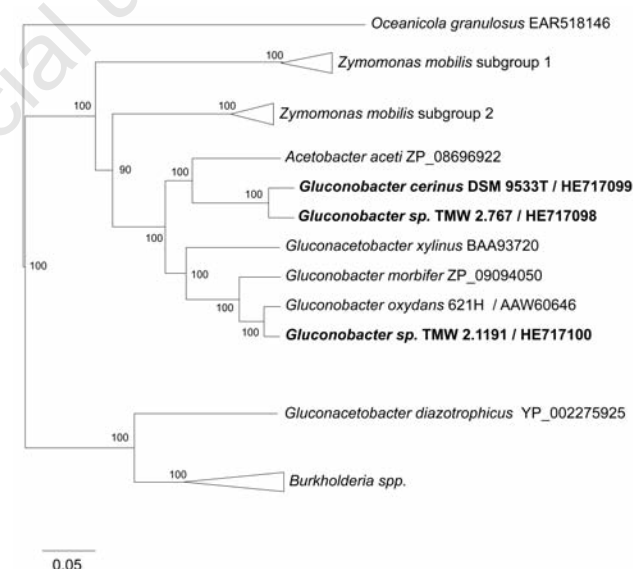 cial u
Oceanicola granulosus EAR518146
100
Zymomonas mobilis subgroup 1
100
100
Zymomonas mobilis subgroup 2
90
Acetobacter aceti ZP_08696922
100
Gluconobacter cerinus DSM 9533T / HE717099
100
Gluconobacter sp. TMW 2.767 / HE717098
100
Gluconacetobacter xylinus BAA93720
100
100
Gluconobacter morbifer ZP_09094050
100
Gluconobacter oxydans 621H / AAW60646
100
Gluconobacter sp. TMW 2.1191 / HE717100
Gluconacetobacter diazotrophicus YP_002275925
100
100
Burkholderia spp.
0.05